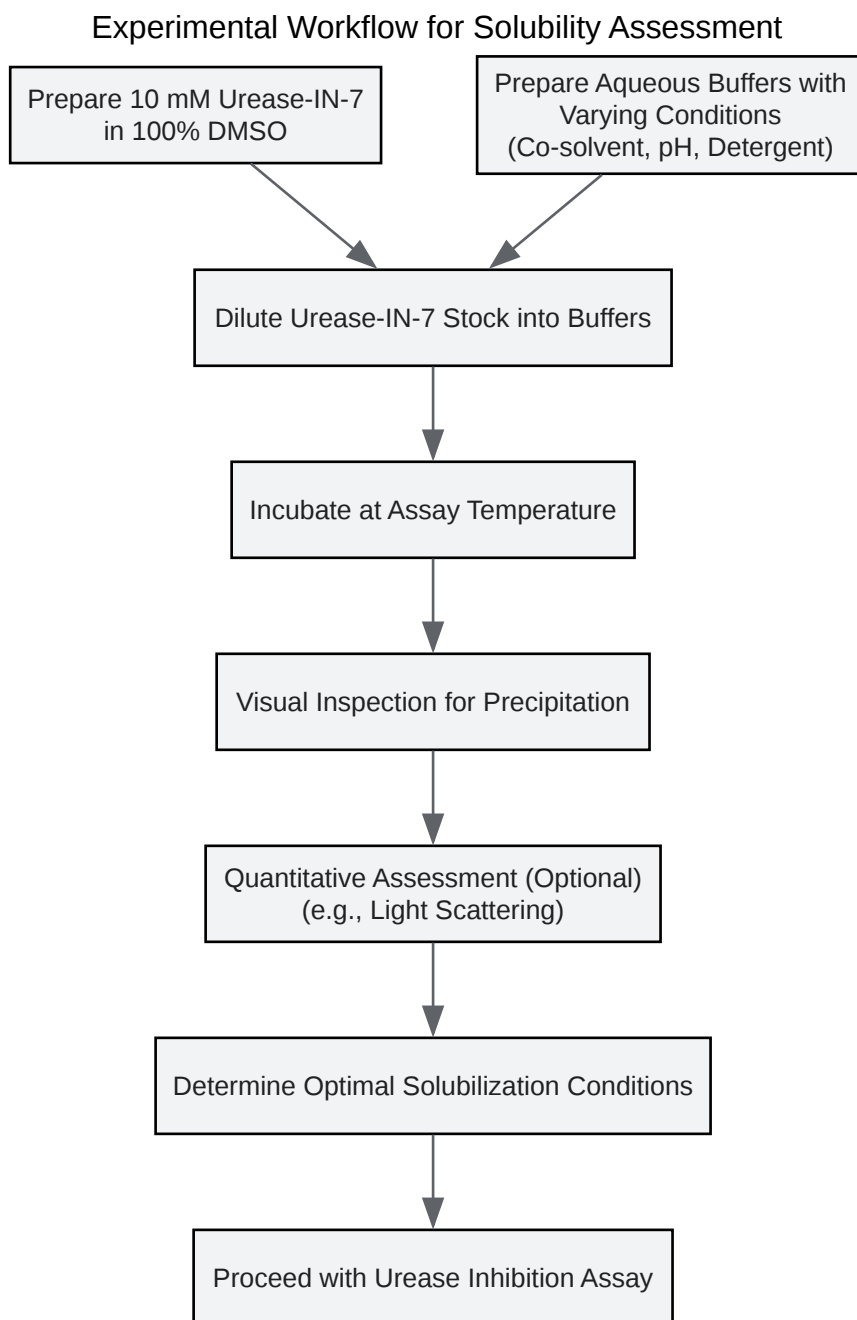 Experimental Workflow for Solubility Assessment
Prepare 10 mM Urease-IN-7
in 100% DMSO
Prepare Aqueous Buffers with
Varying Conditions
(Co-solvent, pH, Detergent)
Dilute Urease-IN-7 Stock into Buffers
Incubate at Assay Temperature
Visual Inspection for Precipitation
Quantitative Assessment (Optional)
(e.g., Light Scattering)
Determine Optimal Solubilization Conditions
Proceed with Urease Inhibition Assay